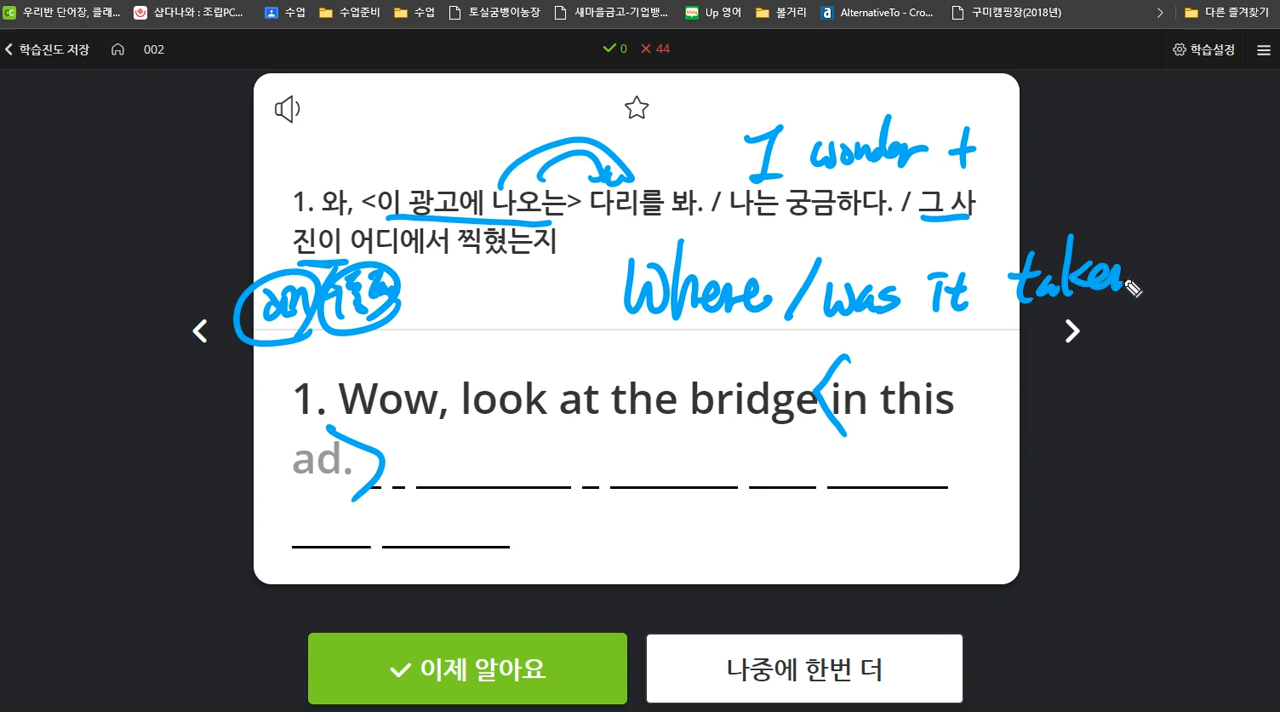 우리반 단어장, 클래... 샵다나와 : 조립PC... 수업 수업준비 수업 토실굼벵이농장 새마을금고-기업뱅... Up 영어 볼거리 AlternativeTo - Cro... 구미캠핑장(2018년) 다른 즐겨찾기
학습진도 저장 002 0 44 학습설정
I wonder +
1. 와, <이 광고에 나오는> 다리를 봐. / 나는 궁금하다. / 그 사
진이 어디에서 찍혔는지
Where / was it taken
1. Wow, look at the bridge in this
ad.
이제 알아요 나중에 한번 더